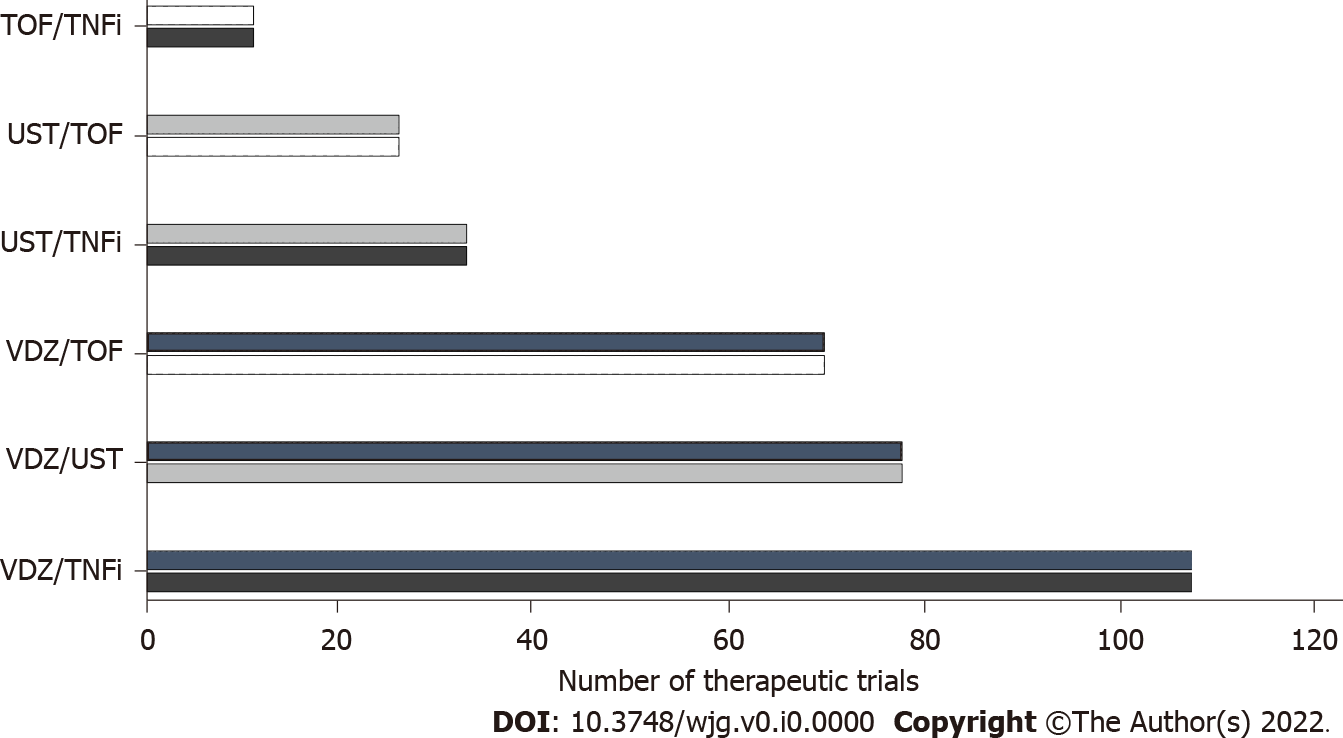 TOF/TNFi
UST/TOF
UST/TNFi
VDZ/TOF
VDZ/UST
VDZ/TNFi
0 20 40 60 80 100 120
Number of therapeutic trials
DOI: 10.3748/wjg.v0.i0.0000 Copyright ©The Author(s) 2022.